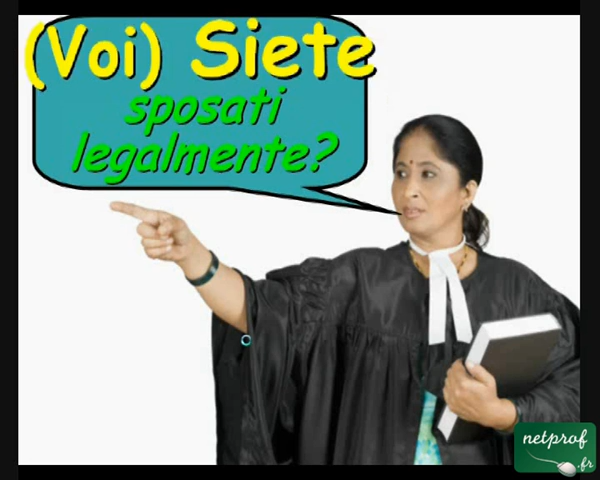 (Voi) Siete
sposati
legalmente?
netprof
.fr